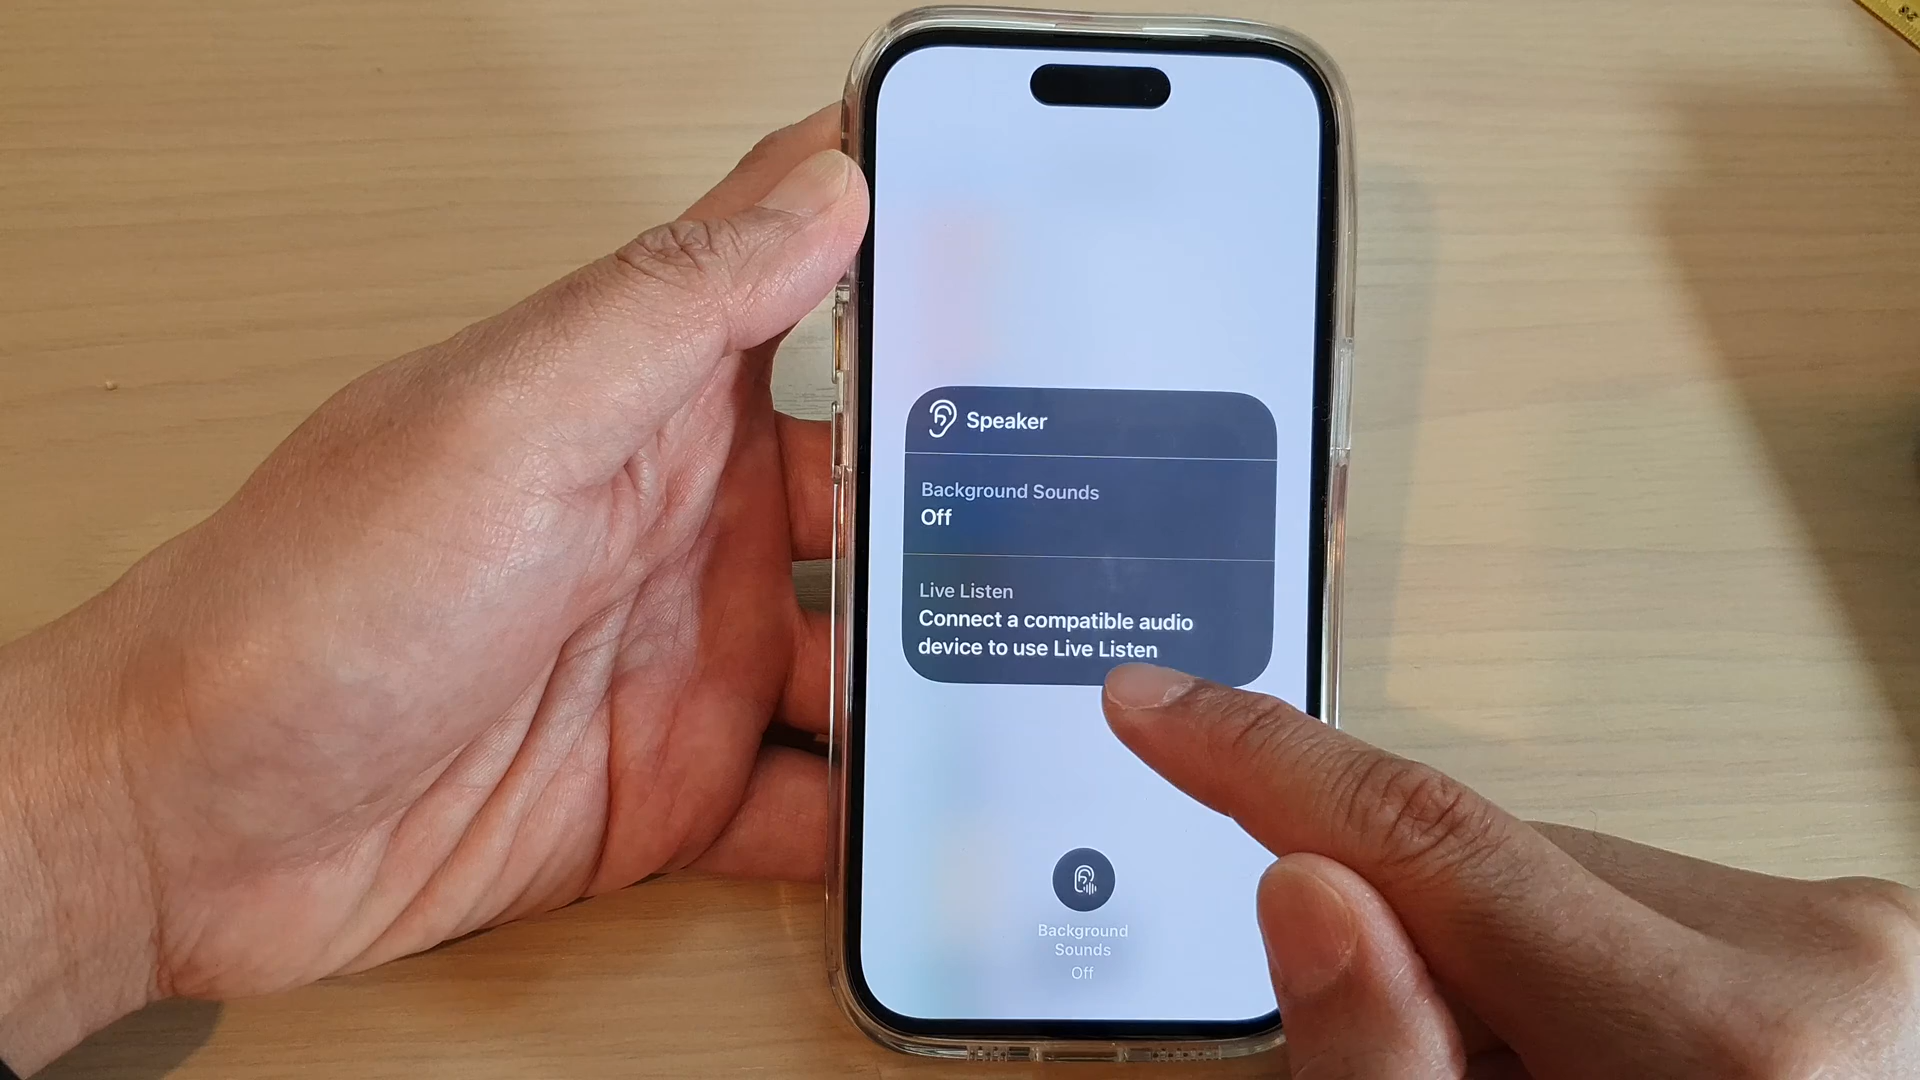 Speaker
Background Sounds
Off
Live Listen
Connect a compatible audio
device to use Live Listen
Background
Sounds
Off